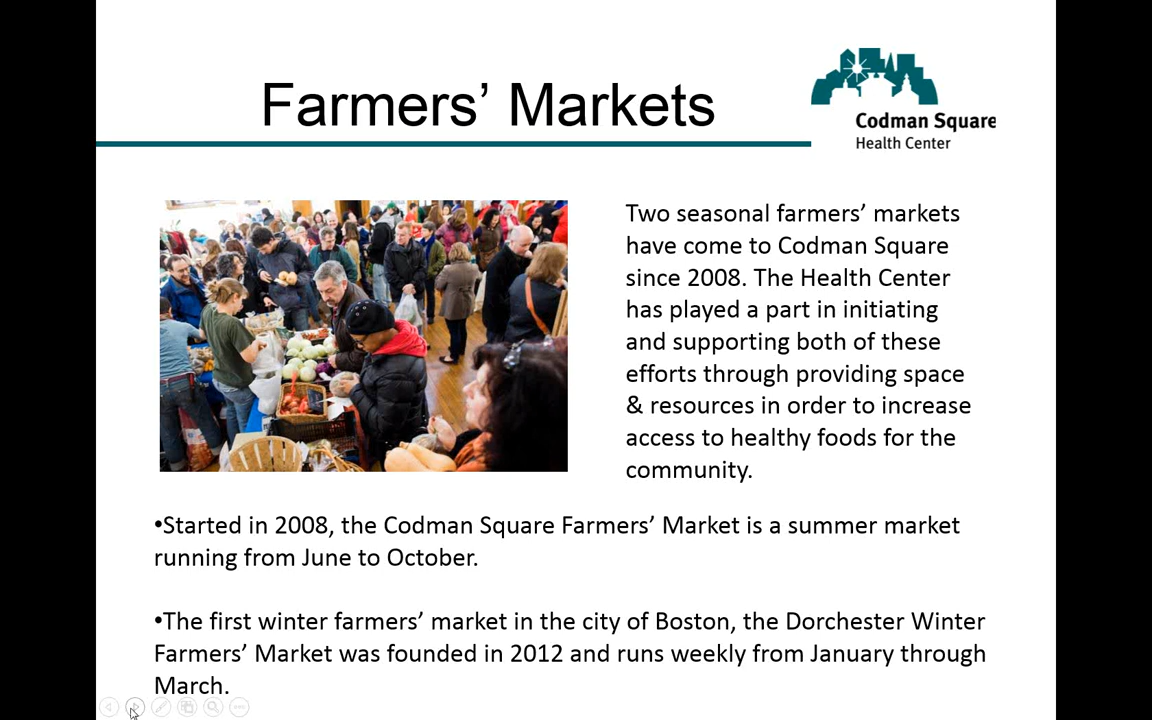 Farmers’ Markets
Codman Square
Health Center
Two seasonal farmers’ markets
have come to Codman Square
since 2008. The Health Center
has played a part in initiating
and supporting both of these
efforts through providing space
& resources in order to increase
access to healthy foods for the
community.
•Started in 2008, the Codman Square Farmers’ Market is a summer market
running from June to October.
•The first winter farmers’ market in the city of Boston, the Dorchester Winter
Farmers’ Market was founded in 2012 and runs weekly from January through
March.